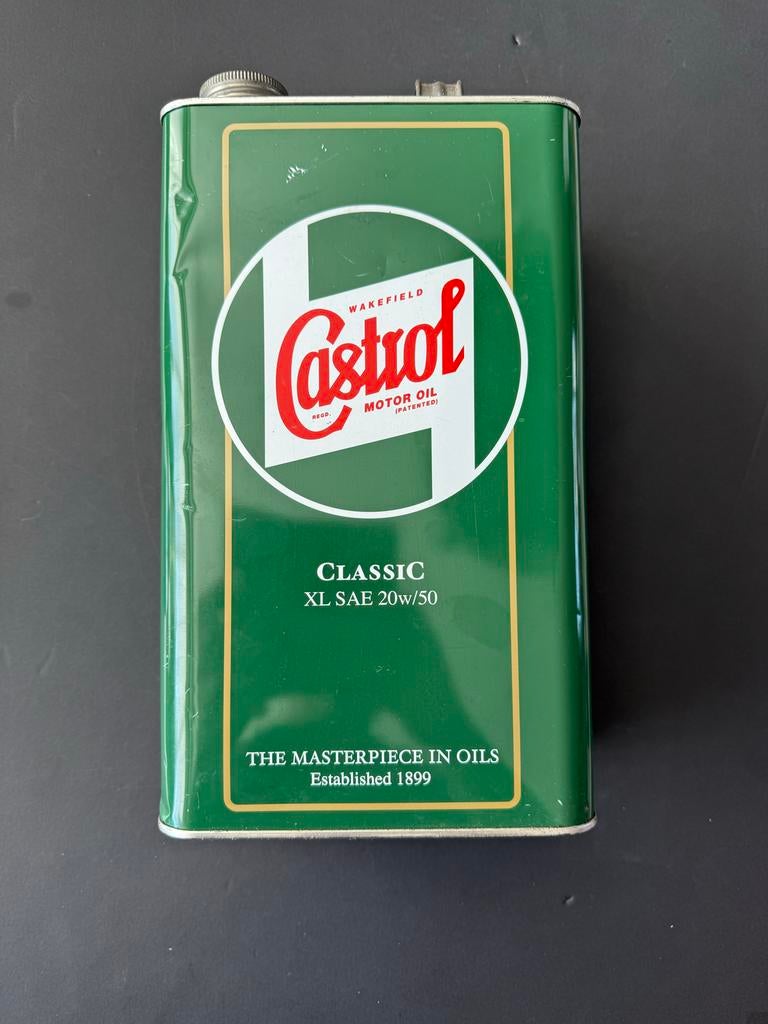 WAKEFIELD
Castrol
REGD.
MOTOR OIL
(PATENTED)
CLASSIC
XL SAE 20w/50
THE MASTERPIECE IN OILS
Established 1899